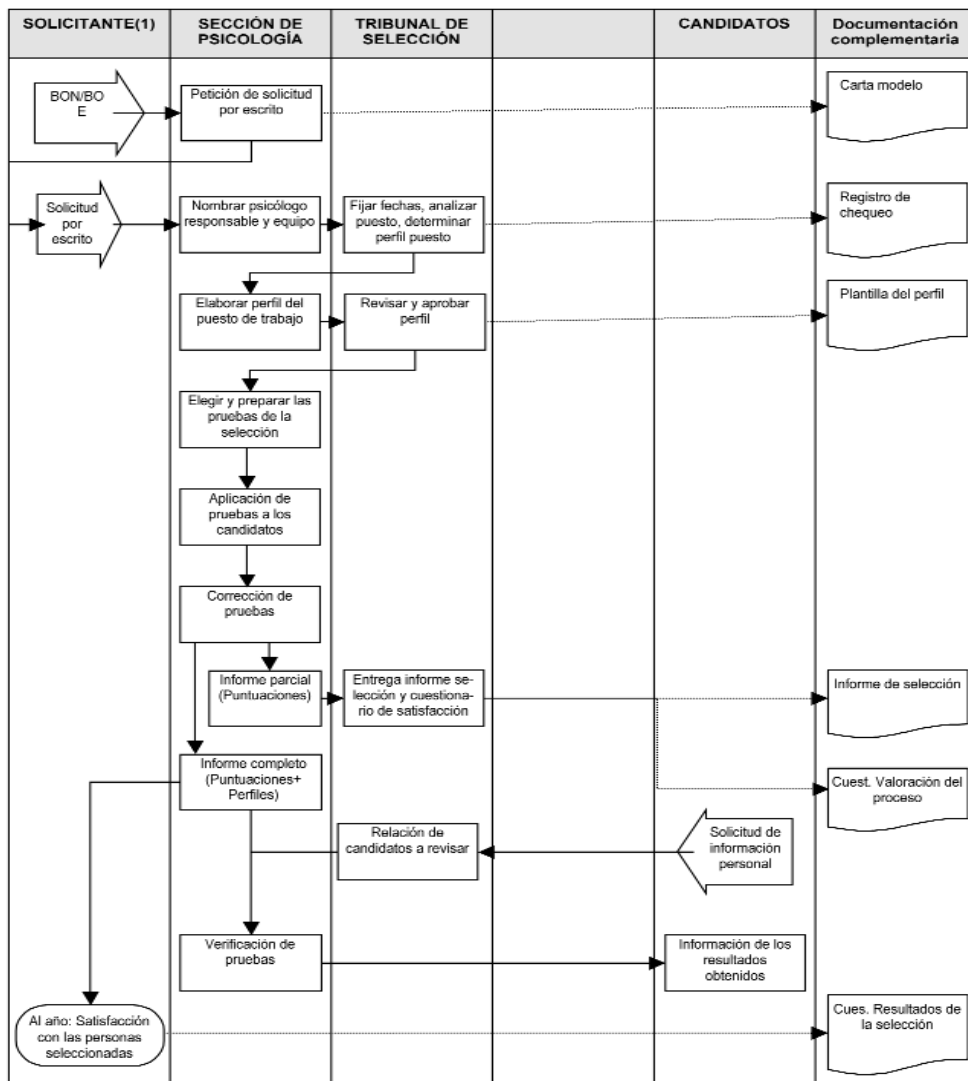 SOLICITANTE(1)
SECCIÓN DE
PSICOLOGÍA
TRIBUNAL DE
SELECCIÓN
CANDIDATOS
Documentación
complementaria
BON/BO
E
Petición de solicitud
por escrito
Carta modelo
Solicitud
por
escrito
Nombrar psicólogo
responsable y equipo
Fijar fechas, analizar
puesto, determinar
perfil puesto
Registro de
chequeo
Elaborar perfil del
puesto de trabajo
Revisar y aprobar
perfil
Plantilla del perfil
Elegir y preparar las
pruebas de la
selección
Aplicación de
pruebas a los
candidatos
Corrección de
pruebas
Informe parcial
(Puntuaciones)
Entrega informe se-
lección y cuestiona-
rio de satisfacción
Informe de selección
Informe completo
(Puntuaciones+
Perfiles)
Cuest. Valoración del
proceso
Relación de
candidatos a revisar
Solicitud de
información
personal
Verificación de
pruebas
Información de los
resultados
obtenidos
Al año: Satisfacción
con las personas
seleccionadas
Cues. Resultados de
la selección